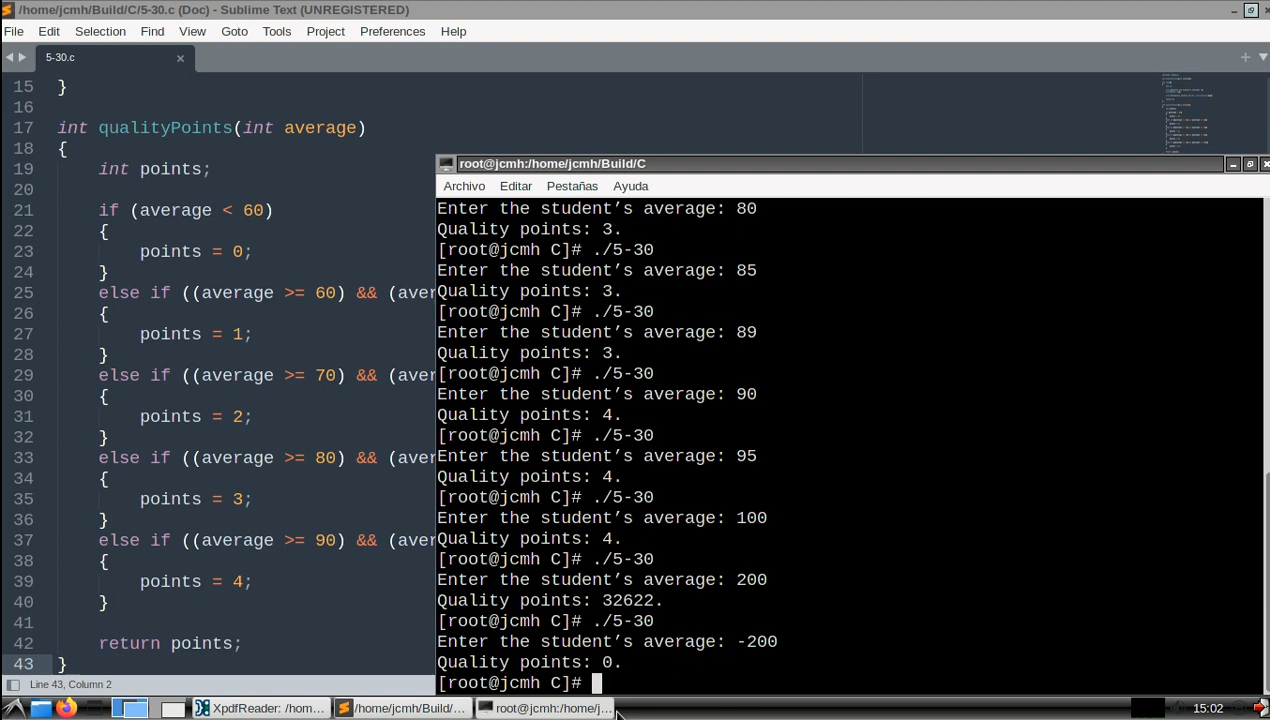 /home/jcmh/Build/C/5-30.c (Doc) - Sublime Text (UNREGISTERED)
File Edit Selection Find View Goto Tools Project Preferences Help
5-30.c
15 }
16
17 int qualityPoints(int average)
18 {
19 int points;
20
21 if (average < 60)
22 {
23 points = 0;
24 }
25 else if ((average >= 60) && (aver
26 {
27 points = 1;
28 }
29 else if ((average >= 70) && (aver
30 {
31 points = 2;
32 }
33 else if ((average >= 80) && (aver
34 {
35 points = 3;
36 }
37 else if ((average >= 90) && (aver
38 {
39 points = 4;
40 }
41
42 return points;
43 }
Line 43, Column 2
root@jcmh:/home/jcmh/Build/C
Archivo Editar Pestañas Ayuda
Enter the student’s average: 80
Quality points: 3.
[root@jcmh C]# ./5-30
Enter the student’s average: 85
Quality points: 3.
[root@jcmh C]# ./5-30
Enter the student’s average: 89
Quality points: 3.
[root@jcmh C]# ./5-30
Enter the student’s average: 90
Quality points: 4.
[root@jcmh C]# ./5-30
Enter the student’s average: 95
Quality points: 4.
[root@jcmh C]# ./5-30
Enter the student’s average: 100
Quality points: 4.
[root@jcmh C]# ./5-30
Enter the student’s average: 200
Quality points: 32622.
[root@jcmh C]# ./5-30
Enter the student’s average: -200
Quality points: 0.
[root@jcmh C]#
XpdfReader: /hom... /home/jcmh/Build/... root@jcmh:/home/j... 15:02